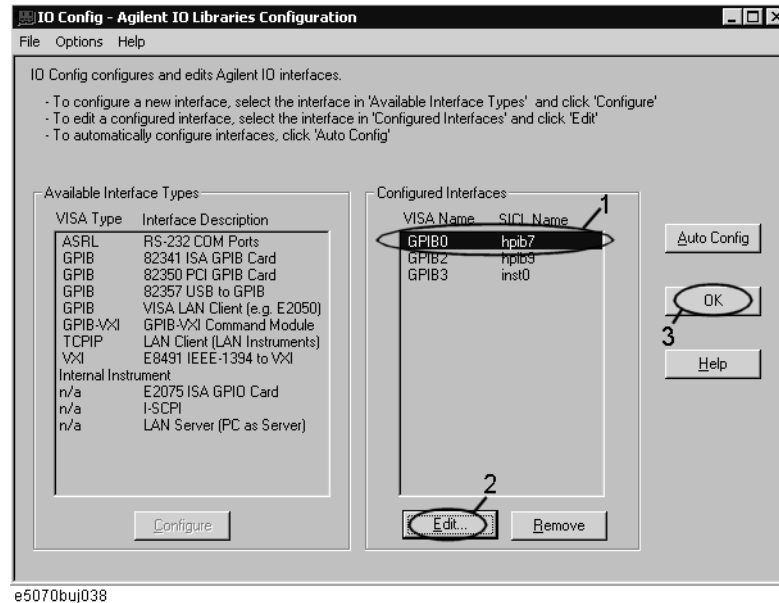 IO Config - Agilent IO Libraries Configuration
File Options Help
IO Config configures and edits Agilent IO interfaces.
- To configure a new interface, select the interface in 'Available Interface Types' and click 'Configure'
- To edit a configured interface, select the interface in 'Configured Interfaces' and click 'Edit'
- To automatically configure interfaces, click 'Auto Config'
Available Interface Types
VISA Type Interface Description
ASRL RS-232 COM Ports
GPIB 82341 ISA GPIB Card
GPIB 82350 PCI GPIB Card
GPIB 82357 USB to GPIB
GPIB VISA LAN Client (e.g. E2050)
GPIB-VXI GPIB-VXI Command Module
TCPIP LAN Client (LAN Instruments)
VXI E8491 IEEE-1394 to VXI
Internal Instrument
n/a E2075 ISA GPIO Card
n/a I-SCPI
n/a LAN Server (PC as Server)
Configure
Configured Interfaces
1
VISA Name SICL Name
GPIB0 hpib7
GPIB2 hpib9
GPIB3 inst0
2
Edit...
Remove
Auto Config
OK
3
Help
e5070buj038